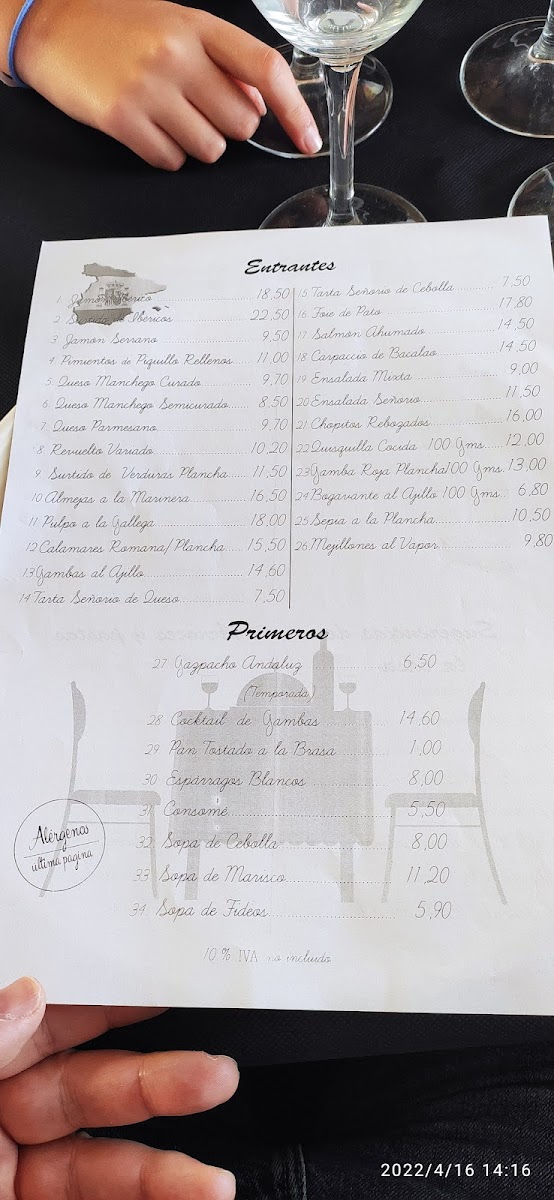 Entrantes
1. Jamón Ibérico 18,50
2. Surtido de Ibéricos 22,50
3 Jamón Serrano 9,50
4 Pimientos de Piquillo Rellenos 11,00
5. Queso Manchego Curado 9,70
6. Queso Manchego Semicurado 8,50
7. Queso Parmesano 9,70
8 Revuelto Variado 10,20
9. Surtido de Verduras Plancha 11,50
10 Almejas a la Marinera 16,50
11 Pulpo a la Gallega 18,00
12 Calamares Romana/Plancha 15,50
13 Gambas al Ajillo 14,60
14 Tarta Señorio de Queso 7,50
15 Tarta Señorio de Cebolla 7,50
16 Foie de Pato 17,80
17 Salmón Ahumado 14,50
18 Carpaccio de Bacalao 14,50
19 Ensalada Mixta 9,00
20 Ensalada Señorio 11,50
21 Chopitos Rebozados 16,00
22 Quisquilla Cocida 100 Gms 12,00
23 Gamba Roja Plancha 100 Gms 13,00
24 Bogavante al Ajillo 100 Gms 6,80
25 Sepia a la Plancha 10,50
26 Mejillones al Vapor 9,80
Primeros
27 Gazpacho Andaluz 6,50
(Temporada)
28 Cocktail de Gambas 14,60
29 Pan Tostado a la Brasa 1,00
30 Espárragos Blancos 8,00
31 Consomé 5,50
32 Sopa de Cebolla 8,00
33 Sopa de Marisco 11,20
34 Sopa de Fideos 5,90
Alérgenos
ultima pagina
10 % IVA no incluido
2022/4/16 14:16